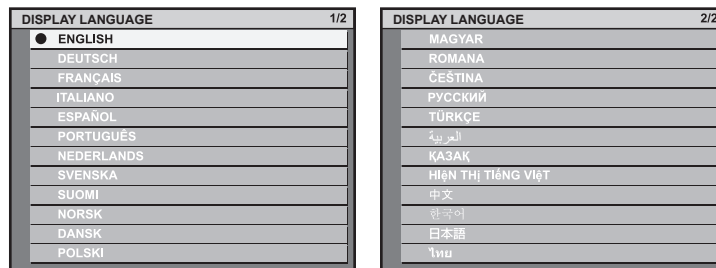 DISPLAY LANGUAGE 1/2
ENGLISH
DEUTSCH
FRANÇAIS
ITALIANO
ESPAÑOL
PORTUGUÊS
NEDERLANDS
SVENSKA
SUOMI
NORSK
DANSK
POLSKI
DISPLAY LANGUAGE 2/2
MAGYAR
ROMANA
ČEŠTINA
РУССКИЙ
TÜRKÇE
العربية
ҚАЗАҚ
HIệN THị TIếNG VIệT
中文
한국어
日本語
ไทย